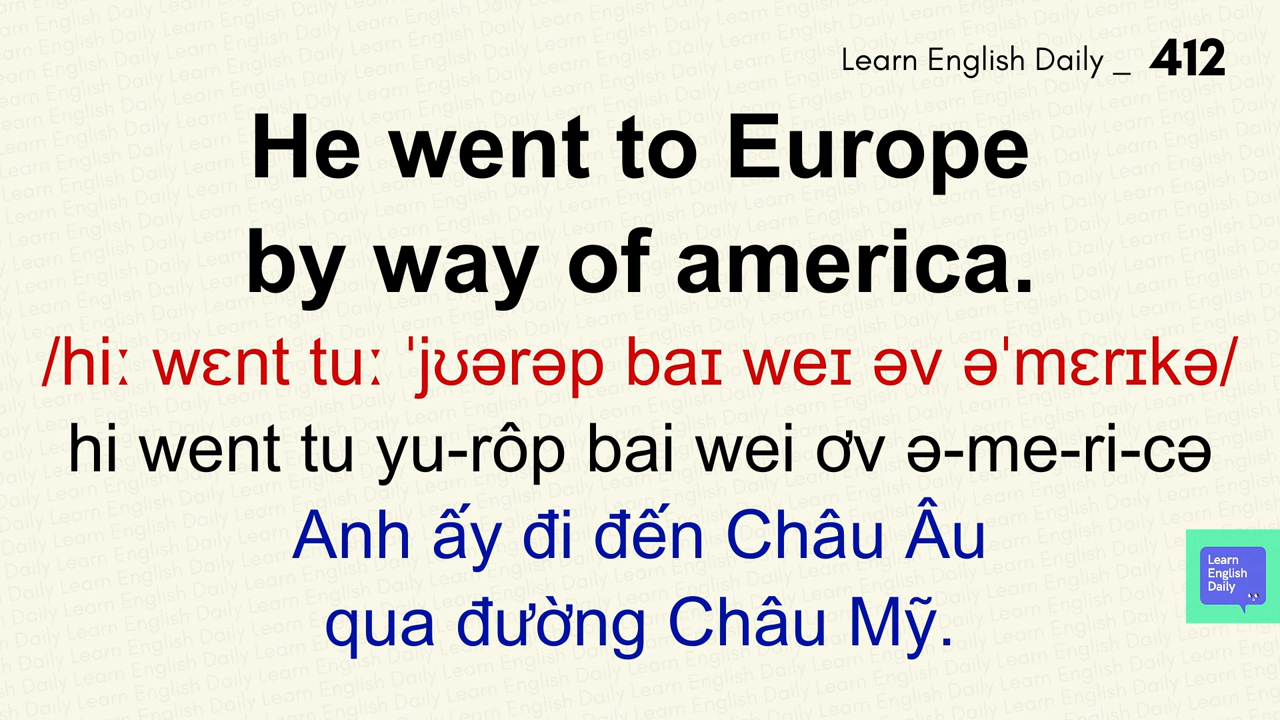 Learn English Daily _ 412
He went to Europe
by way of america.
/hiː wɛnt tuː ˈjʊərəp baɪ weɪ əv əˈmɛrɪkə/
hi went tu yu-rôp bai wei ơv ə-me-ri-cə
Anh ấy đi đến Châu Âu
qua đường Châu Mỹ.
Learn
English
Daily